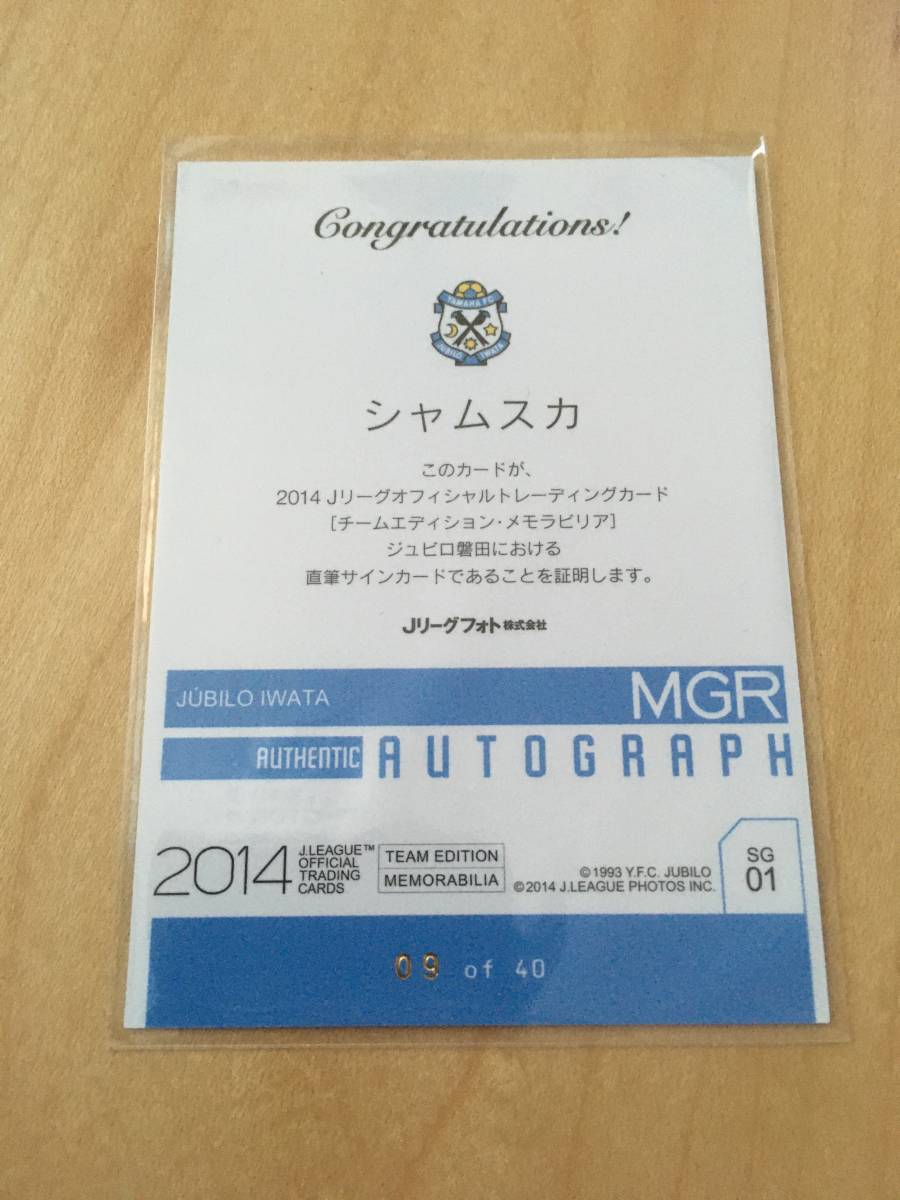 Congratulations!
YAMAHA FC
JUBILO IWATA
シャムスカ
このカードが、
2014 Jリーグオフィシャルトレーディングカード
[チームエディション・メモラビリア]
ジュビロ磐田における
直筆サインカードであることを証明します。
Jリーグフォト株式会社
JÚBILO IWATA
MGR
AUTHENTIC AUTOGRAPH
2014
J.LEAGUE™
OFFICIAL
TRADING
CARDS
TEAM EDITION
MEMORABILIA
©1993 Y.F.C. JUBILO
©2014 J.LEAGUE PHOTOS INC.
SG
01
09 of 40